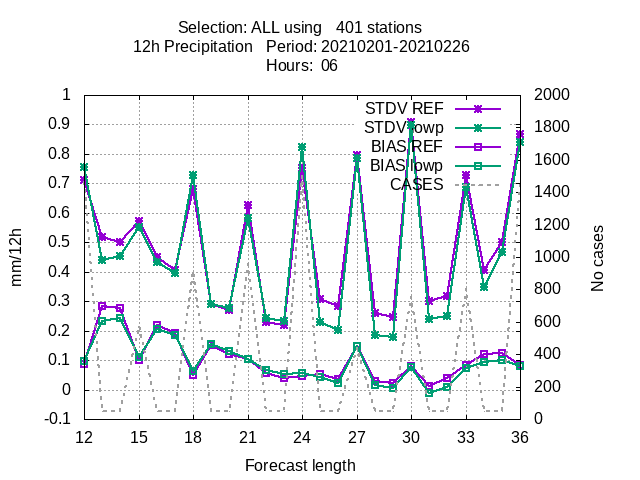 Selection: ALL using 401 stations
12h Precipitation Period: 20210201-20210226
Hours: 06
1
0.9
0.8
0.7
0.6
0.5
0.4
0.3
0.2
0.1
0
-0.1
mm/12h
2000
1800
1600
1400
1200
1000
800
600
400
200
0
No cases
STDV REF
STDV lowp
BIAS REF
BIAS lowp
CASES
12 15 18 21 24 27 30 33 36
Forecast length